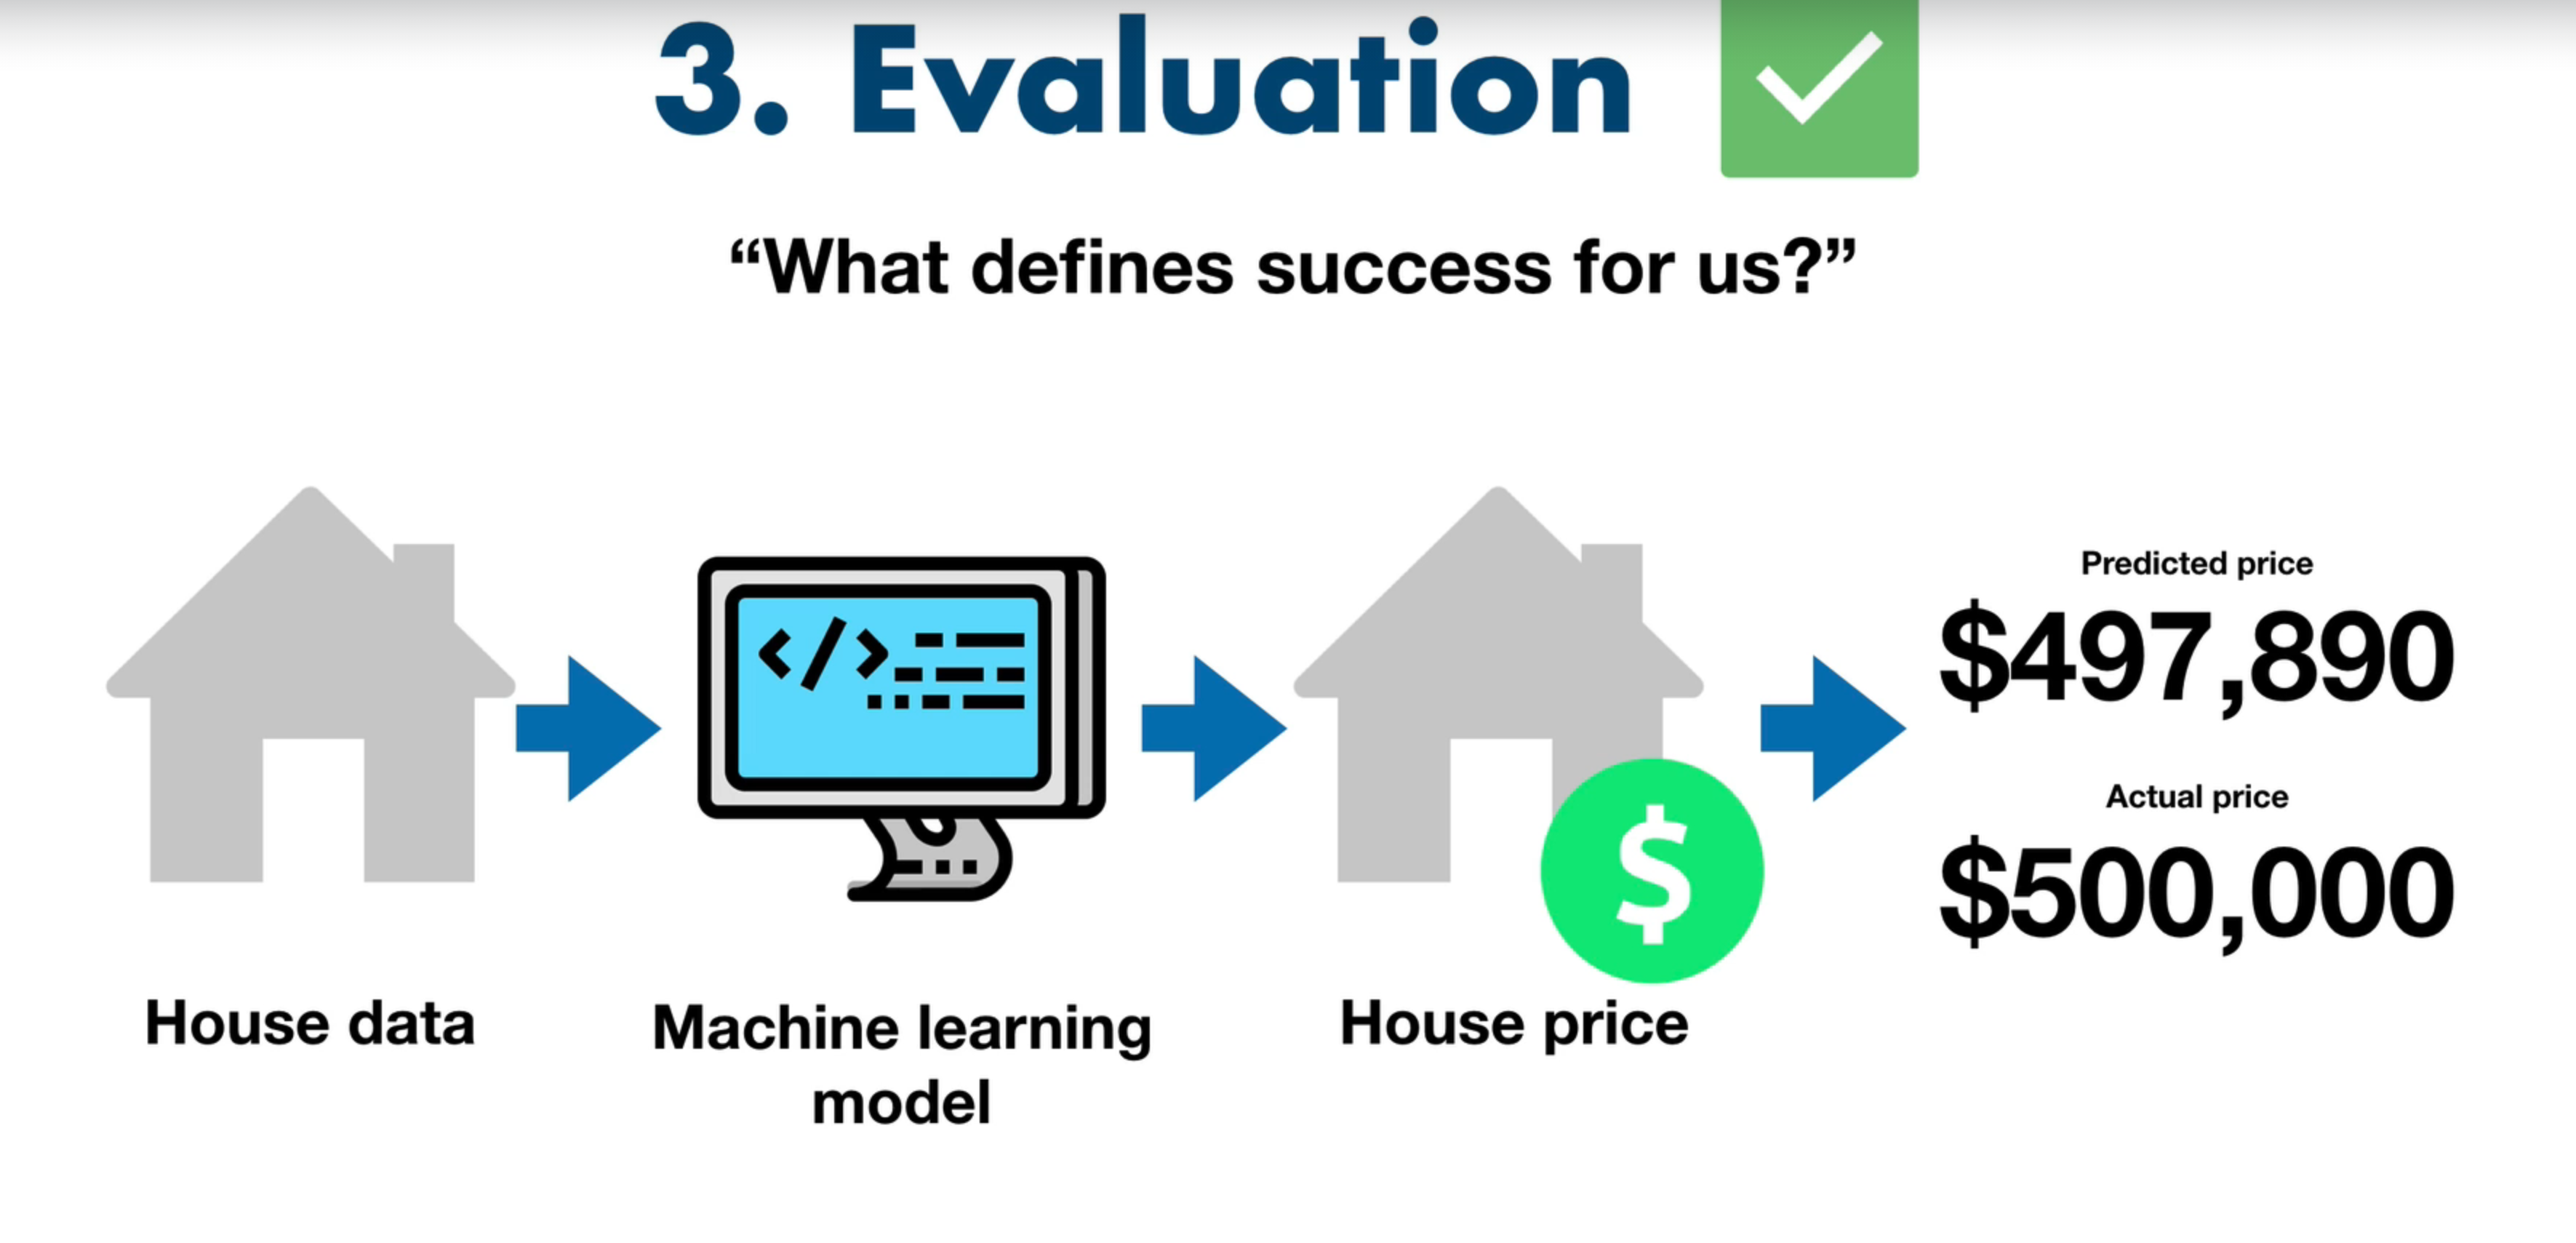 3. Evaluation
“What defines success for us?”
</>
Predicted price
$497,890
Actual price
$500,000
$
House data
Machine learning
model
House price